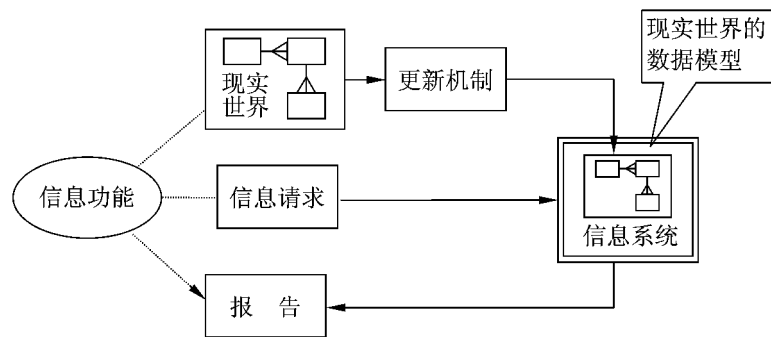 现实世界的
数据模型
现实
世界
更新机制
信息功能
信息请求
信息系统
报 告